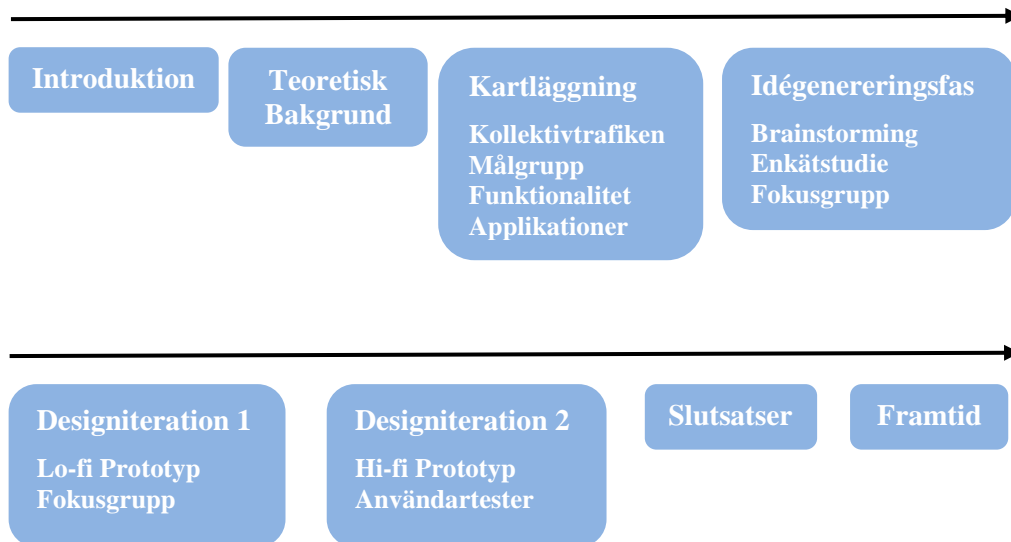 Introduktion
Teoretisk
Bakgrund
Kartläggning
Kollektivtrafiken
Målgrupp
Funktionalitet
Applikationer
Idégenereringsfas
Brainstorming
Enkätstudie
Fokusgrupp
Designiteration 1
Lo-fi Prototyp
Fokusgrupp
Designiteration 2
Hi-fi Prototyp
Användartester
Slutsatser
Framtid